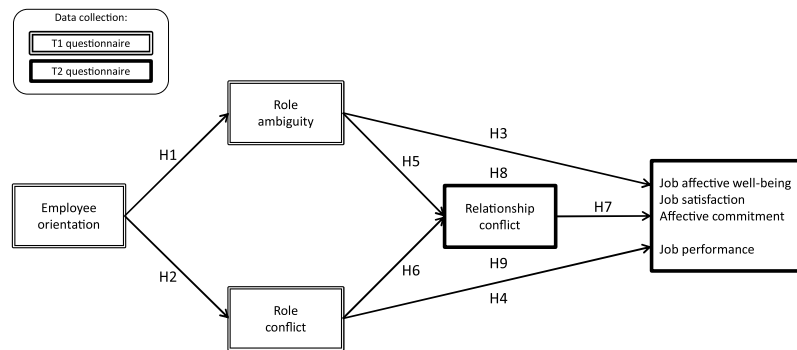 Data collection:
T1 questionnaire
T2 questionnaire
Role
ambiguity
H1
H3
H5
H8
Employee
orientation
Relationship
conflict
H7
Job affective well-being
Job satisfaction
Affective commitment
Job performance
H2
H6
H9
H4
Role
conflict